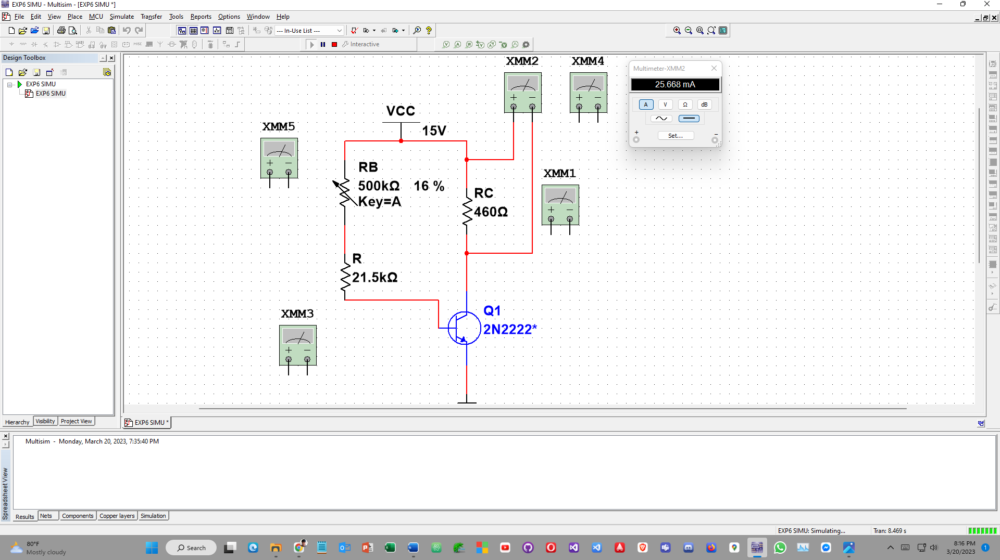 EXP6 SIMU - Multisim - [EXP6 SIMU *]
File Edit View Place MCU Simulate Transfer Tools Reports Options Window Help
--- In-Use List ---
Interactive
Design Toolbox
EXP6 SIMU
EXP6 SIMU
Hierarchy Visibility Project View
XMM2
XMM4
Multimeter-XMM2
25.668 mA
A V Ω dB
+ Set... −
VCC
15V
XMM5
RB
500kΩ 16 %
Key=A
XMM1
RC
460Ω
R
21.5kΩ
XMM3
Q1
2N2222*
EXP6 SIMU *
Multisim - Monday, March 20, 2023, 7:35:40 PM
Spreadsheet View
Results Nets Components Copper layers Simulation
EXP6 SIMU: Simulating... Tran: 8.469 s
80°F
Mostly cloudy
Search
8:16 PM
3/20/2023
1